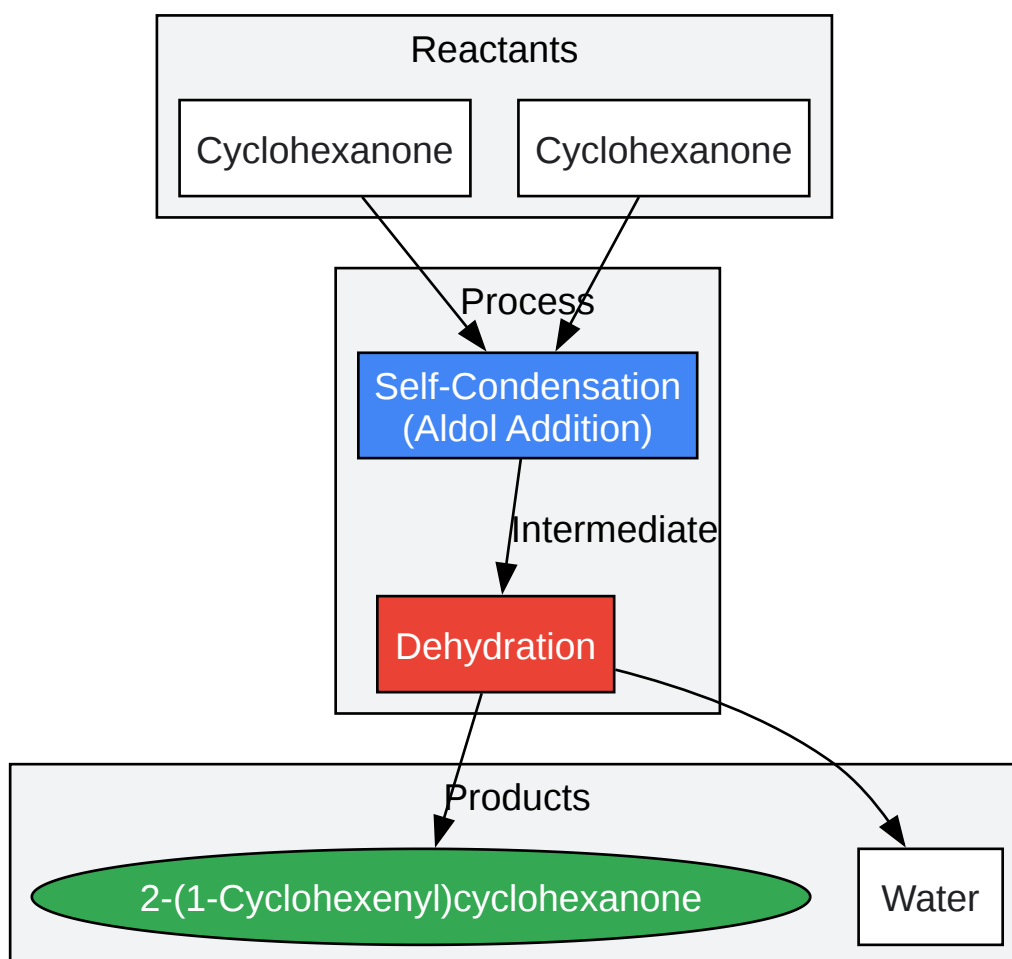 Reactants
Cyclohexanone
Cyclohexanone
Process
Self-Condensation
(Aldol Addition)
Intermediate
Dehydration
Products
2-(1-Cyclohexenyl)cyclohexanone
Water